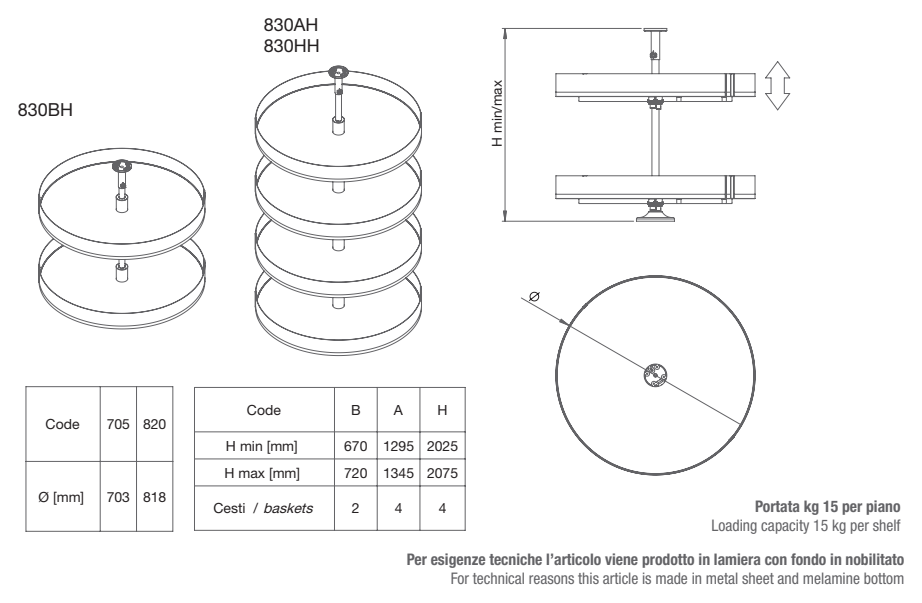 830AH
830HH
830BH
H min/max
Ø
Code 705 820
Ø [mm] 703 818
Code B A H
H min [mm] 670 1295 2025
H max [mm] 720 1345 2075
Cesti / baskets 2 4 4
Portata kg 15 per piano
Loading capacity 15 kg per shelf
Per esigenze tecniche l'articolo viene prodotto in lamiera con fondo in nobilitato
For technical reasons this article is made in metal sheet and melamine bottom